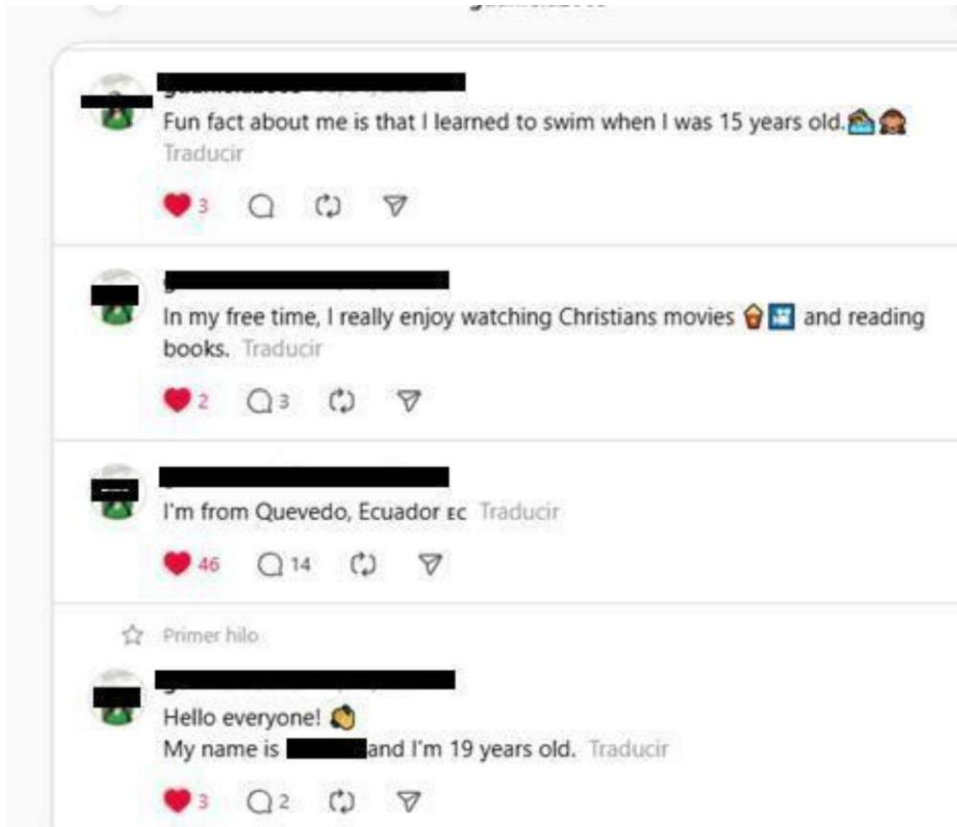 Fun fact about me is that I learned to swim when I was 15 years old.
Traducir
3
In my free time, I really enjoy watching Christians movies and reading
books. Traducir
2 3
I'm from Quevedo, Ecuador EC Traducir
46 14
Primer hilo
Hello everyone!
My name is and I'm 19 years old. Traducir
3 2